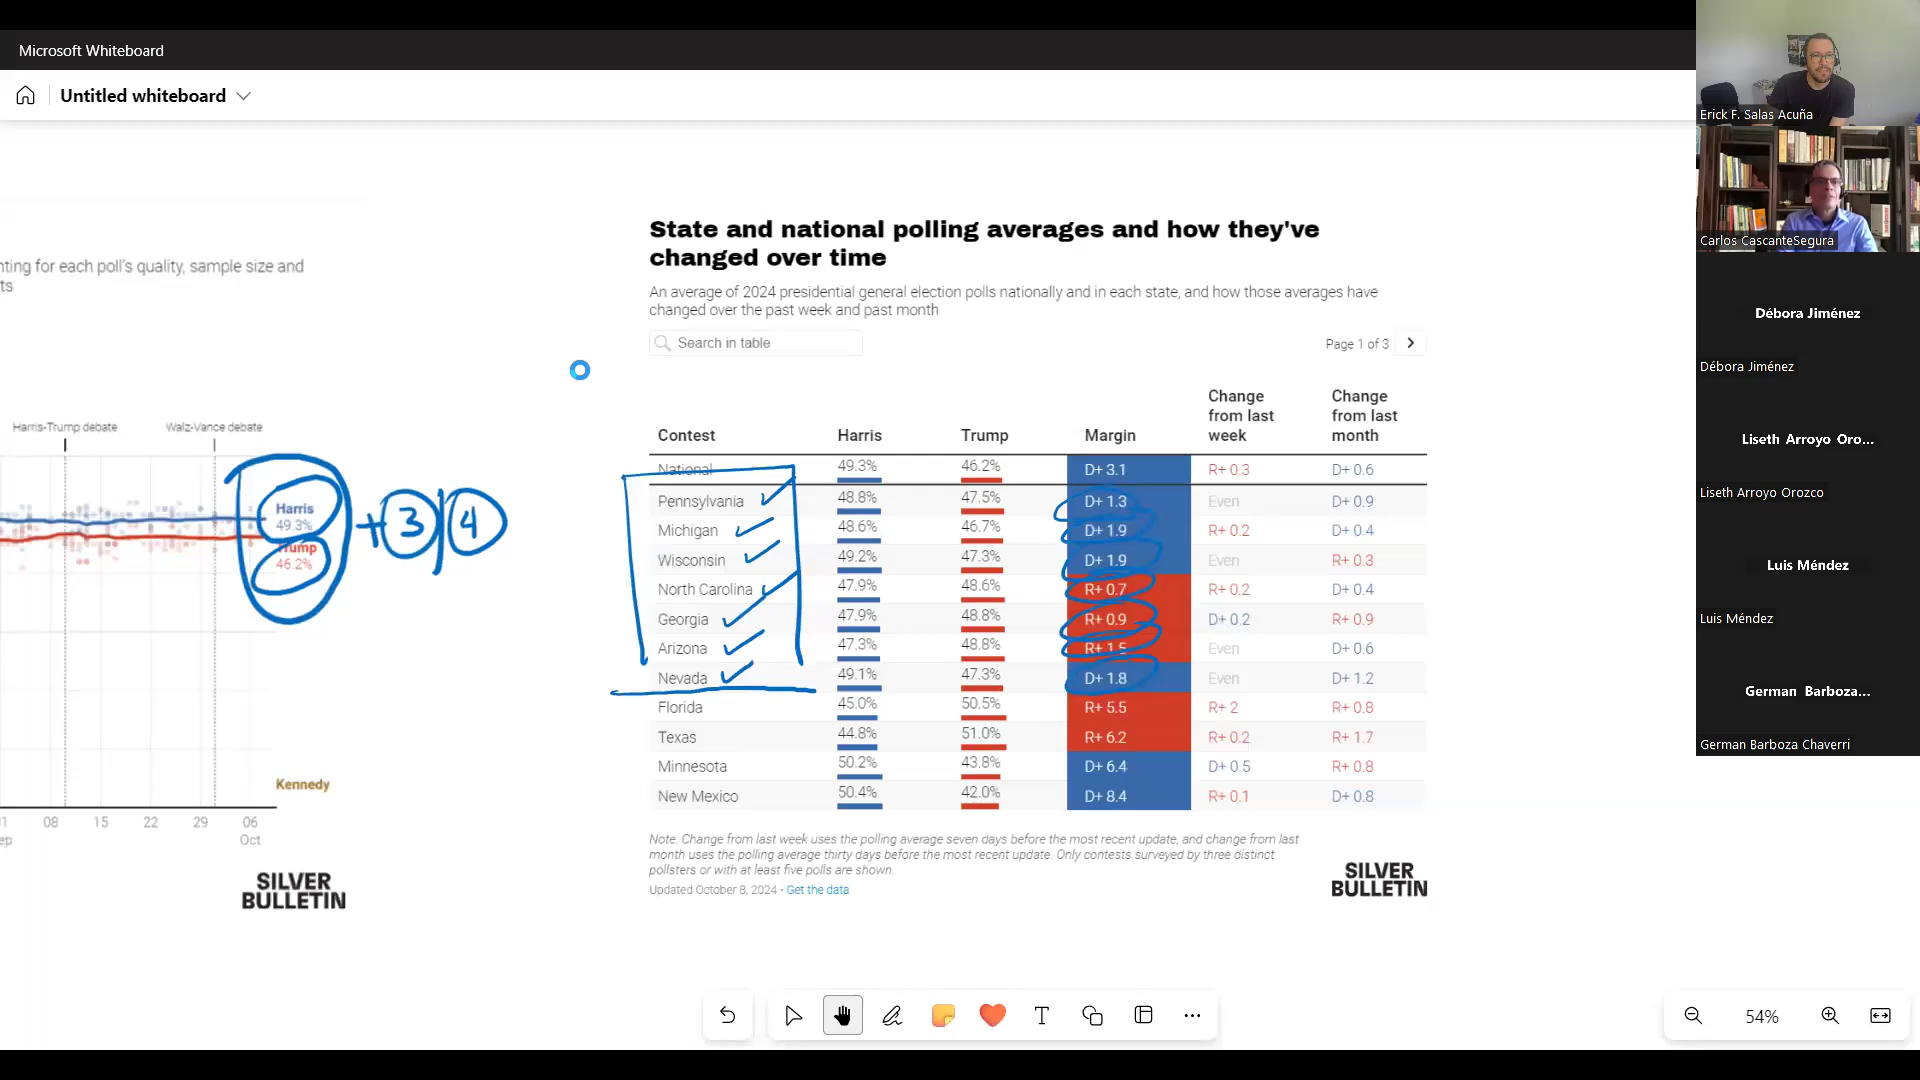 Microsoft Whiteboard
Untitled whiteboard
nting for each poll's quality, sample size and
ts
Harris-Trump debate
Walz-Vance debate
Harris
49.3%
Trump
46.2%
+ 3 | 4
Kennedy
01 08 15 22 29 06
ep Oct
SILVER
BULLETIN
State and national polling averages and how they've
changed over time
An average of 2024 presidential general election polls nationally and in each state, and how those averages have
changed over the past week and past month
Search in table
Page 1 of 3
Contest Harris Trump Margin Change from last week Change from last month
National 49.3% 46.2% D+ 3.1 R+ 0.3 D+ 0.6
Pennsylvania 48.8% 47.5% D+ 1.3 Even D+ 0.9
Michigan 48.6% 46.7% D+ 1.9 R+ 0.2 D+ 0.4
Wisconsin 49.2% 47.3% D+ 1.9 Even R+ 0.3
North Carolina 47.9% 48.6% R+ 0.7 R+ 0.2 D+ 0.4
Georgia 47.9% 48.8% R+ 0.9 D+ 0.2 R+ 0.9
Arizona 47.3% 48.8% R+ 1.5 Even D+ 0.6
Nevada 49.1% 47.3% D+ 1.8 Even D+ 1.2
Florida 45.0% 50.5% R+ 5.5 R+ 2 R+ 0.8
Texas 44.8% 51.0% R+ 6.2 R+ 0.2 R+ 1.7
Minnesota 50.2% 43.8% D+ 6.4 D+ 0.5 R+ 0.8
New Mexico 50.4% 42.0% D+ 8.4 R+ 0.1 D+ 0.8
Note: Change from last week uses the polling average seven days before the most recent update, and change from last
month uses the polling average thirty days before the most recent update. Only contests surveyed by three distinct
pollsters or with at least five polls are shown.
Updated October 8, 2024 • Get the data
SILVER
BULLETIN
54%
Erick F. Salas Acuña
Carlos CascanteSegura
Débora Jiménez
Débora Jiménez
Liseth Arroyo Oro...
Liseth Arroyo Orozco
Luis Méndez
Luis Méndez
German Barboza...
German Barboza Chaverri